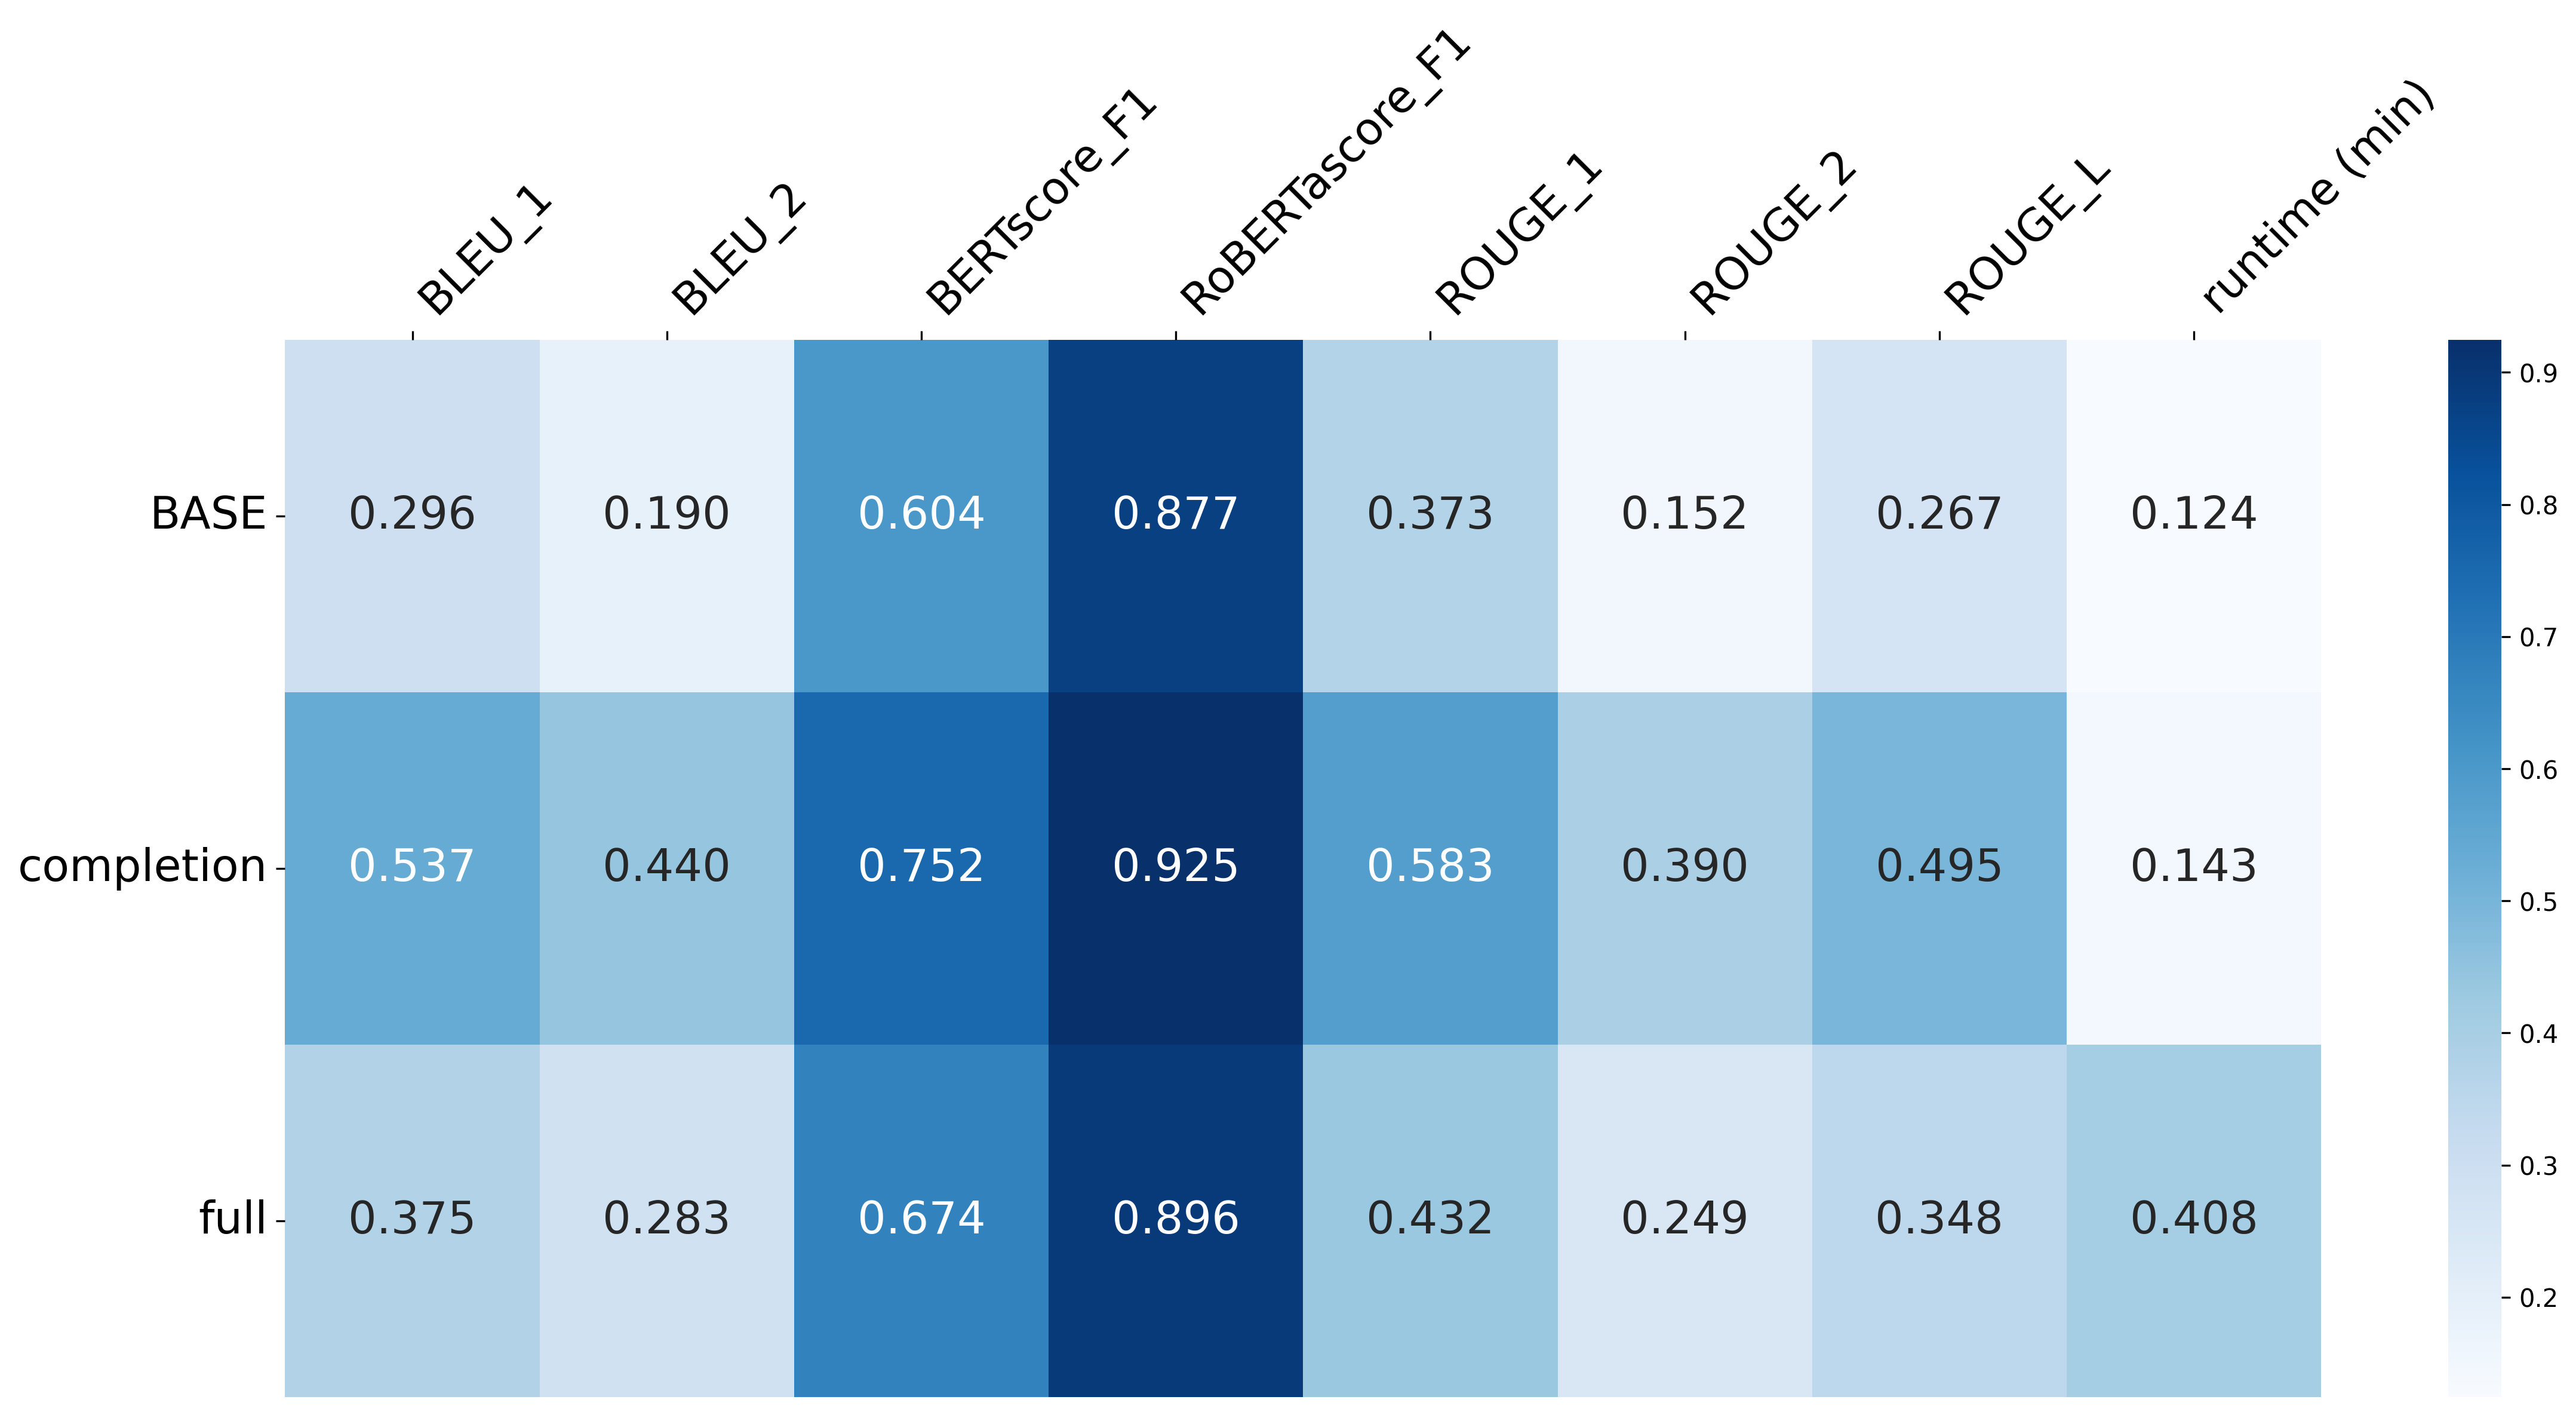 BLEU_1
BLEU_2
BERTscore_F1
RoBERTascore_F1
ROUGE_1
ROUGE_2
ROUGE_L
runtime (min)
BASE 0.296 0.190 0.604 0.877 0.373 0.152 0.267 0.124
completion 0.537 0.440 0.752 0.925 0.583 0.390 0.495 0.143
full 0.375 0.283 0.674 0.896 0.432 0.249 0.348 0.408
0.9
0.8
0.7
0.6
0.5
0.4
0.3
0.2